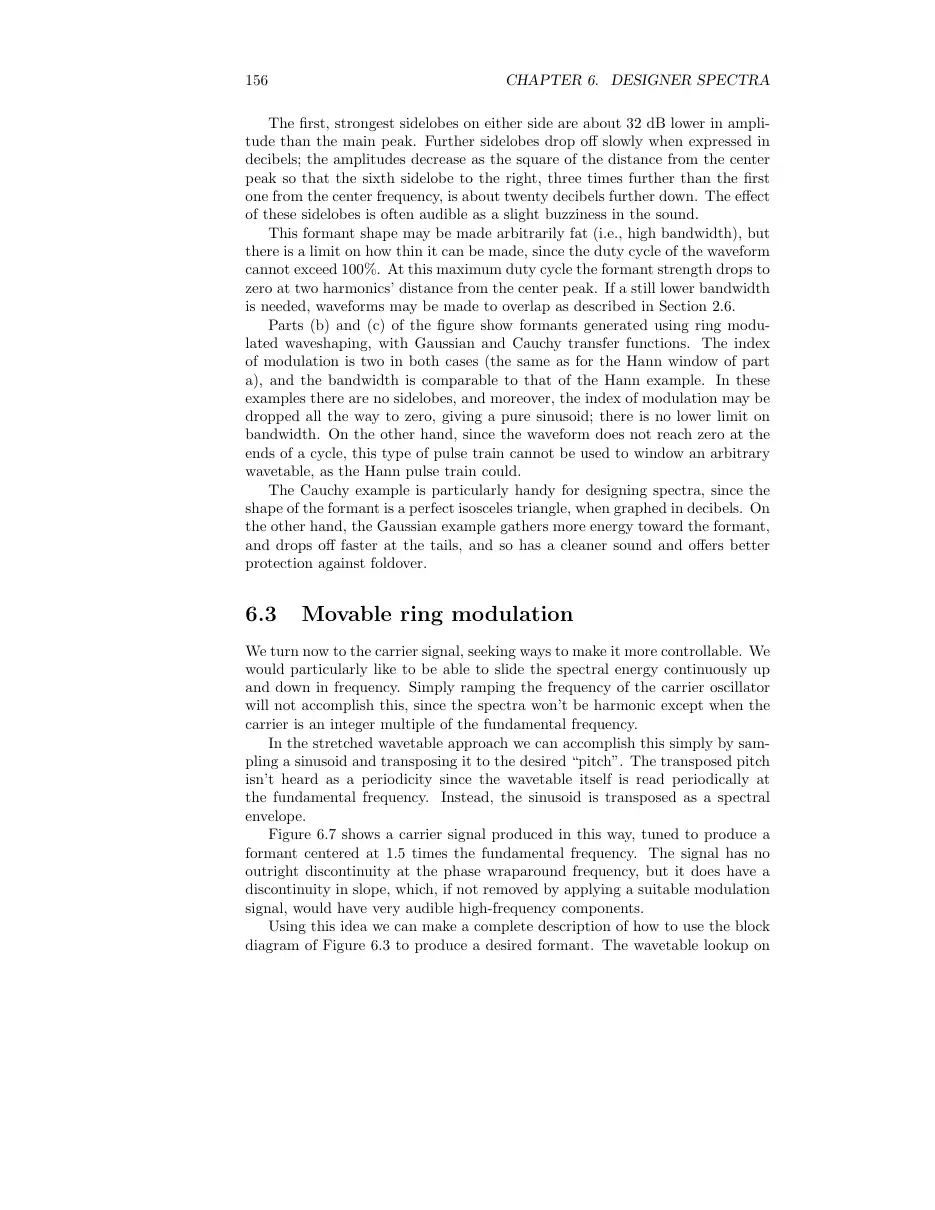 156 CHAPTER 6. DESIGNER SPECTRA
The first, strongest sidelobes on either side are about 32 dB lower in ampli-
tude than the main peak. Further sidelobes drop off slowly when expressed in
decibels; the amplitudes decrease as the square of the distance from the center
peak so that the sixth sidelobe to the right, three times further than the first
one from the center frequency, is about twenty decibels further down. The effect
of these sidelobes is often audible as a slight buzziness in the sound.
This formant shape may be made arbitrarily fat (i.e., high bandwidth), but
there is a limit on how thin it can be made, since the duty cycle of the waveform
cannot exceed 100%. At this maximum duty cycle the formant strength drops to
zero at two harmonics’ distance from the center peak. If a still lower bandwidth
is needed, waveforms may be made to overlap as described in Section 2.6.
Parts (b) and (c) of the figure show formants generated using ring modu-
lated waveshaping, with Gaussian and Cauchy transfer functions. The index
of modulation is two in both cases (the same as for the Hann window of part
a), and the bandwidth is comparable to that of the Hann example. In these
examples there are no sidelobes, and moreover, the index of modulation may be
dropped all the way to zero, giving a pure sinusoid; there is no lower limit on
bandwidth. On the other hand, since the waveform does not reach zero at the
ends of a cycle, this type of pulse train cannot be used to window an arbitrary
wavetable, as the Hann pulse train could.
The Cauchy example is particularly handy for designing spectra, since the
shape of the formant is a perfect isosceles triangle, when graphed in decibels. On
the other hand, the Gaussian example gathers more energy toward the formant,
and drops off faster at the tails, and so has a cleaner sound and offers better
protection against foldover.
6.3 Movable ring modulation
We turn now to the carrier signal, seeking ways to make it more controllable. We
would particularly like to be able to slide the spectral energy continuously up
and down in frequency. Simply ramping the frequency of the carrier oscillator
will not accomplish this, since the spectra won’t be harmonic except when the
carrier is an integer multiple of the fundamental frequency.
In the stretched wavetable approach we can accomplish this simply by sam-
pling a sinusoid and transposing it to the desired “pitch”. The transposed pitch
isn’t heard as a periodicity since the wavetable itself is read periodically at
the fundamental frequency. Instead, the sinusoid is transposed as a spectral
envelope.
Figure 6.7 shows a carrier signal produced in this way, tuned to produce a
formant centered at 1.5 times the fundamental frequency. The signal has no
outright discontinuity at the phase wraparound frequency, but it does have a
discontinuity in slope, which, if not removed by applying a suitable modulation
signal, would have very audible high-frequency components.
Using this idea we can make a complete description of how to use the block
diagram of Figure 6.3 to produce a desired formant. The wavetable lookup on